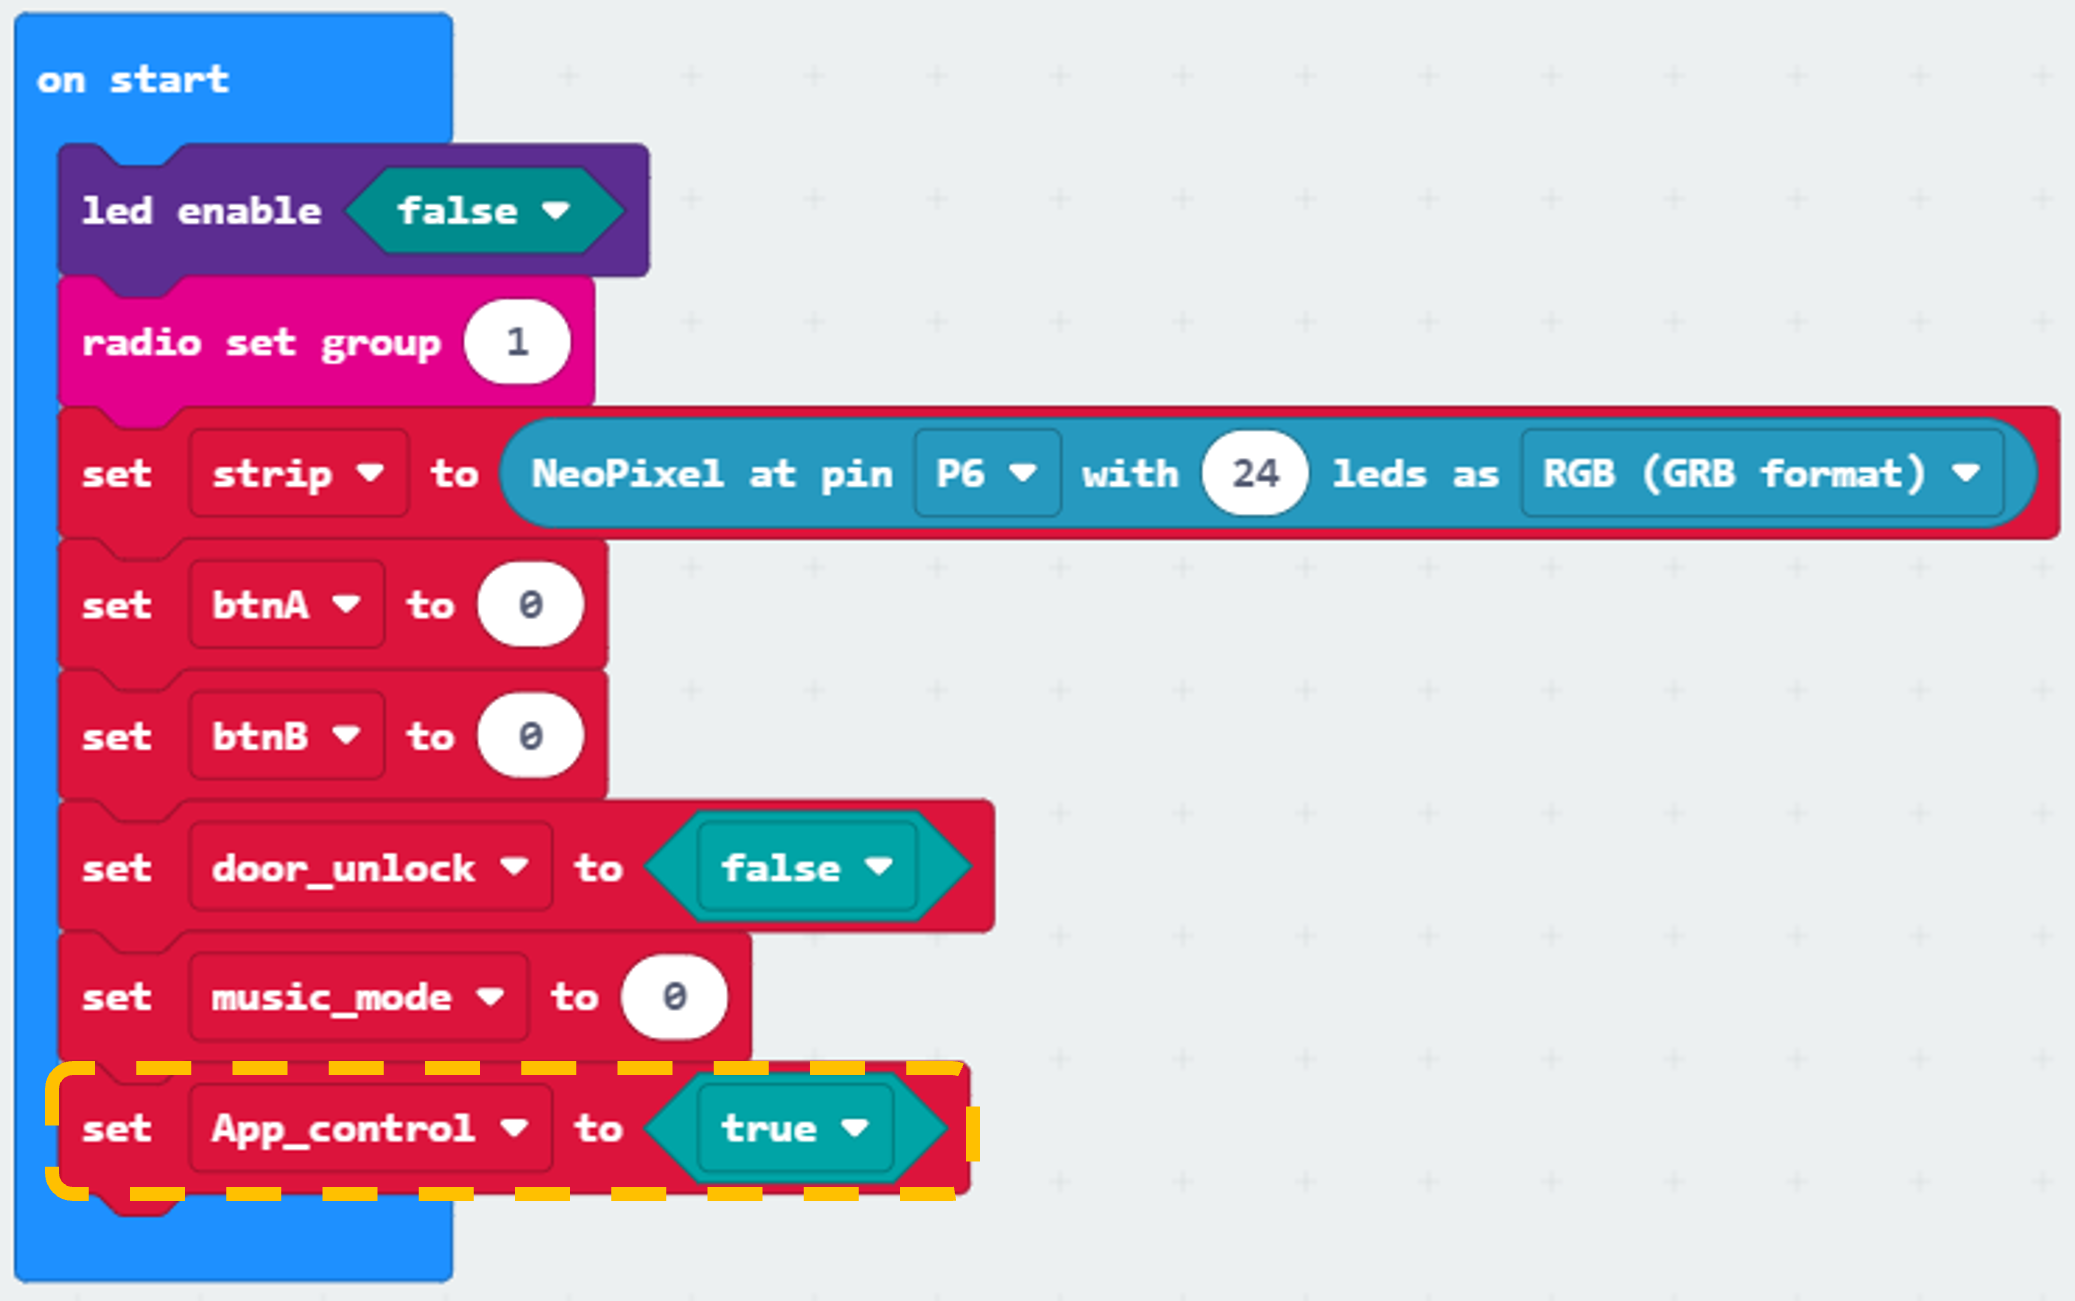 on start
led enable false
radio set group 1
set strip to NeoPixel at pin P6 with 24 leds as RGB (GRB format)
set btnA to 0
set btnB to 0
set door_unlock to false
set music_mode to 0
set App_control to true